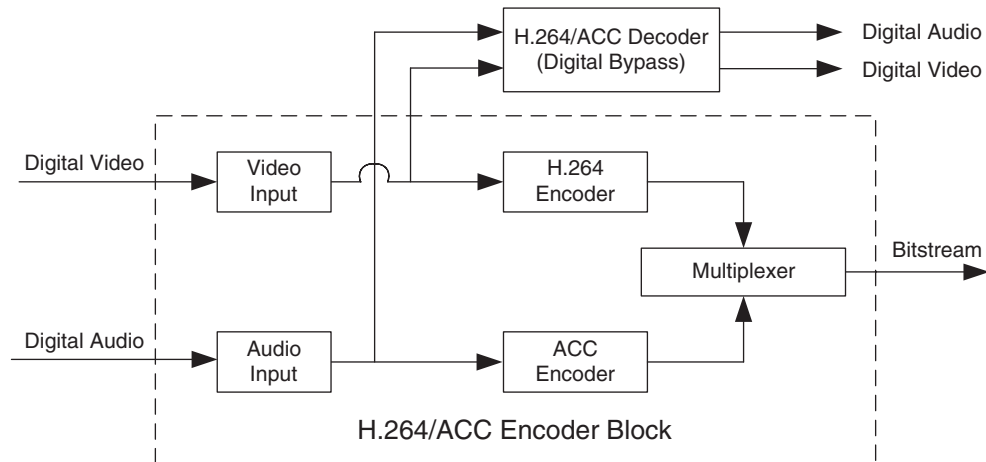 H.264/ACC Decoder
(Digital Bypass)
Digital Audio
Digital Video
Digital Video
Video
Input
H.264
Encoder
Multiplexer
Bitstream
Digital Audio
Audio
Input
ACC
Encoder
H.264/ACC Encoder Block